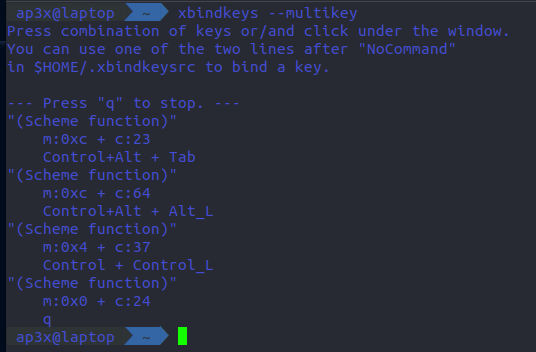 ap3x@laptop ~ xbindkeys --multikey
Press combination of keys or/and click under the window.
You can use one of the two lines after "NoCommand"
in $HOME/.xbindkeysrc to bind a key.
--- Press "q" to stop. ---
"(Scheme function)"
m:0xc + c:23
Control+Alt + Tab
"(Scheme function)"
m:0xc + c:64
Control+Alt + Alt_L
"(Scheme function)"
m:0x4 + c:37
Control + Control_L
"(Scheme function)"
m:0x0 + c:24
q
ap3x@laptop ~